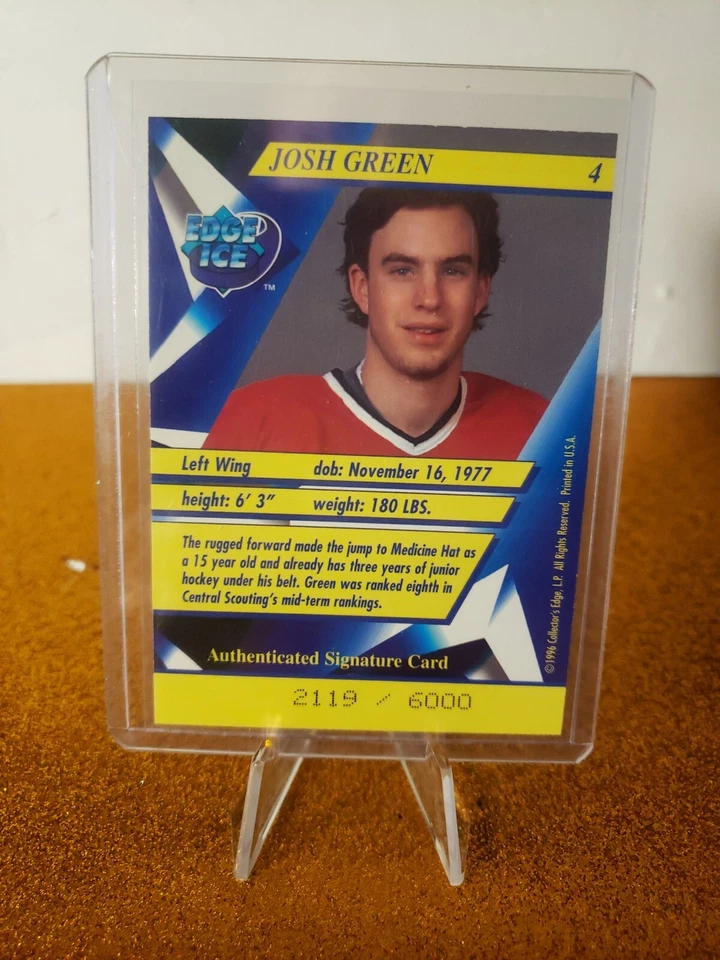 JOSH GREEN
4
EDGE
ICE
TM
Left Wing dob: November 16, 1977
height: 6' 3" weight: 180 LBS.
The rugged forward made the jump to Medicine Hat as
a 15 year old and already has three years of junior
hockey under his belt. Green was ranked eighth in
Central Scouting's mid-term rankings.
©1996 Collector's Edge, L.P. All Rights Reserved. Printed in U.S.A.
Authenticated Signature Card
2119 / 6000